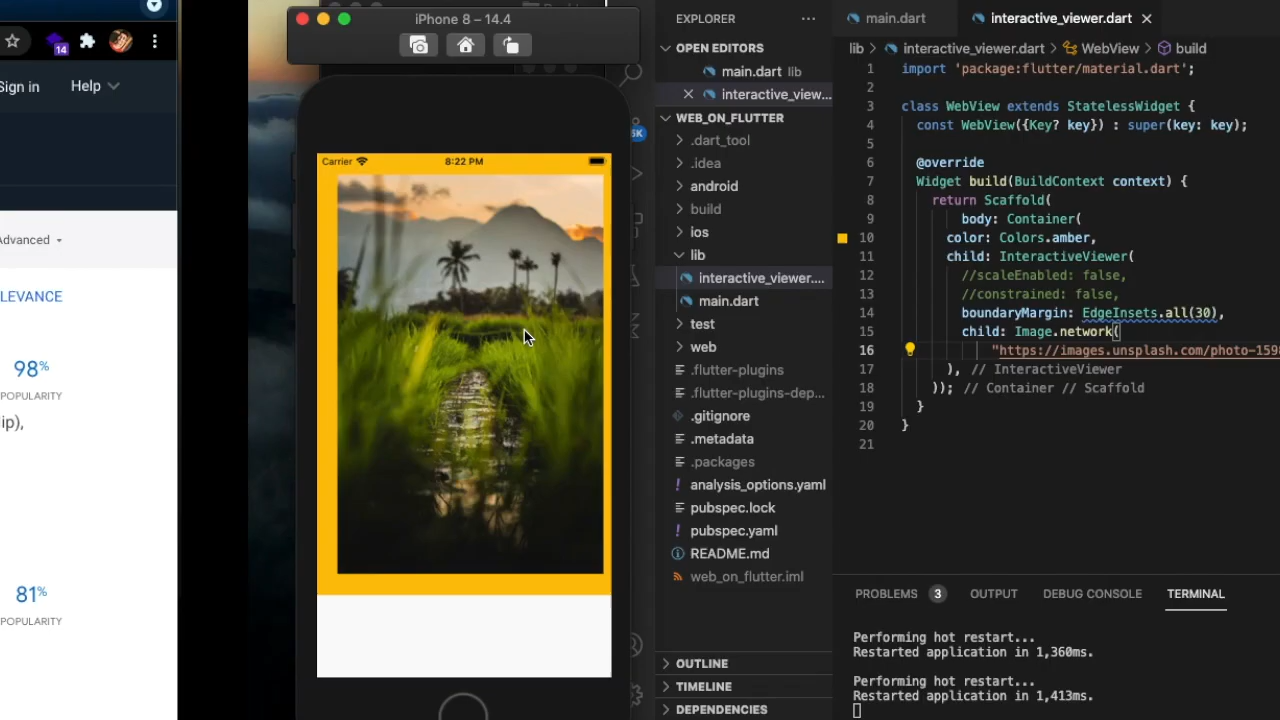 14
Sign in
Help
Advanced
LEVANCE
98%
POPULARITY
ip),
81%
POPULARITY
iPhone 8 – 14.4
Carrier
8:22 PM
5K
EXPLORER
OPEN EDITORS
main.dart lib
interactive_view...
WEB_ON_FLUTTER
.dart_tool
.idea
android
build
ios
lib
interactive_viewer....
main.dart
test
web
.flutter-plugins
.flutter-plugins-dep...
.gitignore
.metadata
.packages
analysis_options.yaml
pubspec.lock
pubspec.yaml
README.md
web_on_flutter.iml
OUTLINE
TIMELINE
DEPENDENCIES
main.dart
interactive_viewer.dart
lib > interactive_viewer.dart > WebView > build
1 import 'package:flutter/material.dart';
2
3 class WebView extends StatelessWidget {
4 const WebView({Key? key}) : super(key: key);
5
6 @override
7 Widget build(BuildContext context) {
8 return Scaffold(
9 body: Container(
10 color: Colors.amber,
11 child: InteractiveViewer(
12 //scaleEnabled: false,
13 //constrained: false,
14 boundaryMargin: EdgeInsets.all(30),
15 child: Image.network(
16 "https://images.unsplash.com/photo-159
17 ), // InteractiveViewer
18 )); // Container // Scaffold
19 }
20 }
21
PROBLEMS 3 OUTPUT DEBUG CONSOLE TERMINAL
Performing hot restart...
Restarted application in 1,360ms.
Performing hot restart...
Restarted application in 1,413ms.